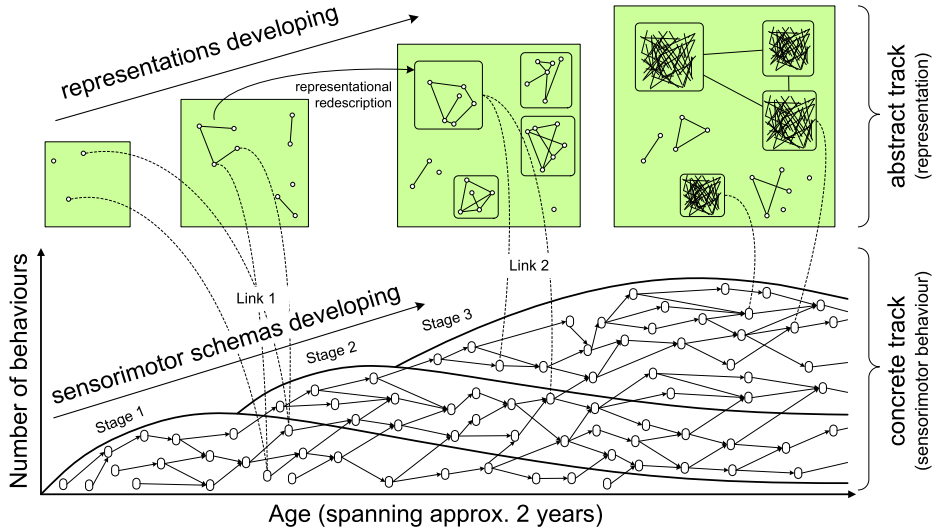 representations developing
representational
redescription
abstract track
(representation)
Link 1
Link 2
sensorimotor schemas developing
Stage 1
Stage 2
Stage 3
concrete track
(sensorimotor behaviour)
Number of behaviours
Age (spanning approx. 2 years)